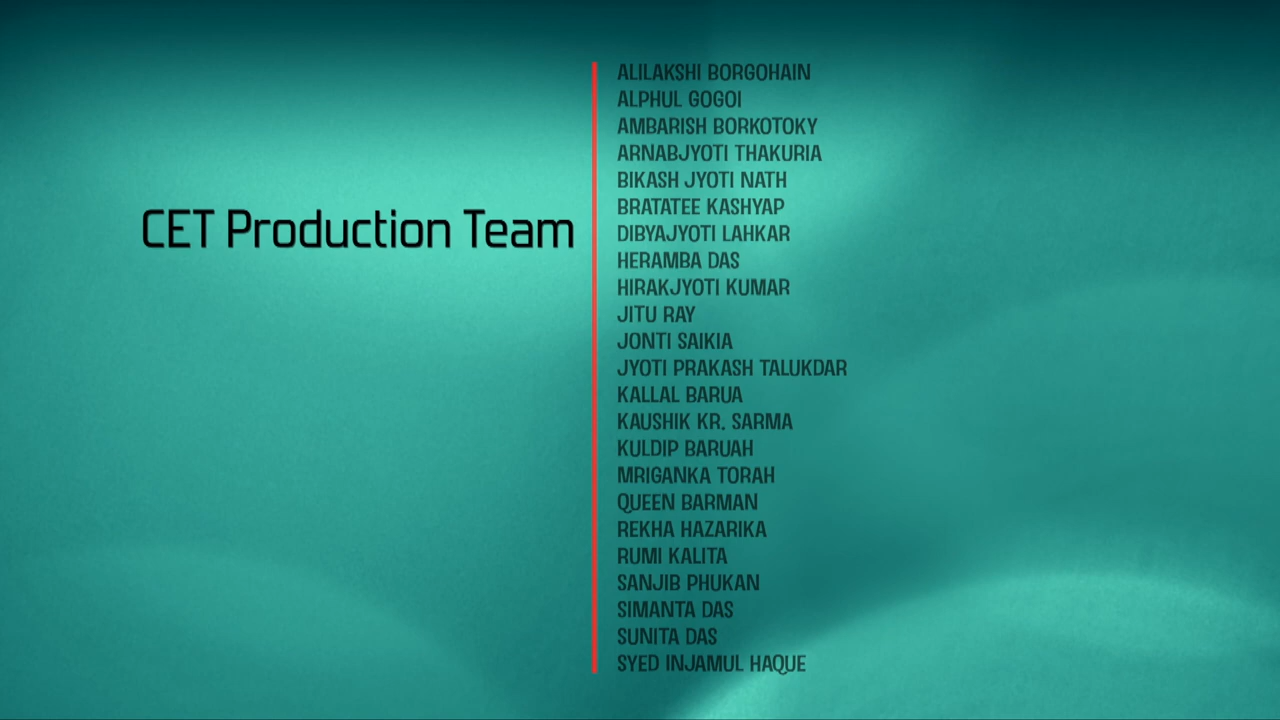 CET Production Team
ALILAKSHI BORGOHAIN
ALPHUL GOGOI
AMBARISH BORKOTOKY
ARNABJYOTI THAKURIA
BIKASH JYOTI NATH
BRATATEE KASHYAP
DIBYAJYOTI LAHKAR
HERAMBA DAS
HIRAKJYOTI KUMAR
JITU RAY
JONTI SAIKIA
JYOTI PRAKASH TALUKDAR
KALLAL BARUA
KAUSHIK KR. SARMA
KULDIP BARUAH
MRIGANKA TORAH
QUEEN BARMAN
REKHA HAZARIKA
RUMI KALITA
SANJIB PHUKAN
SIMANTA DAS
SUNITA DAS
SYED INJAMUL HAQUE